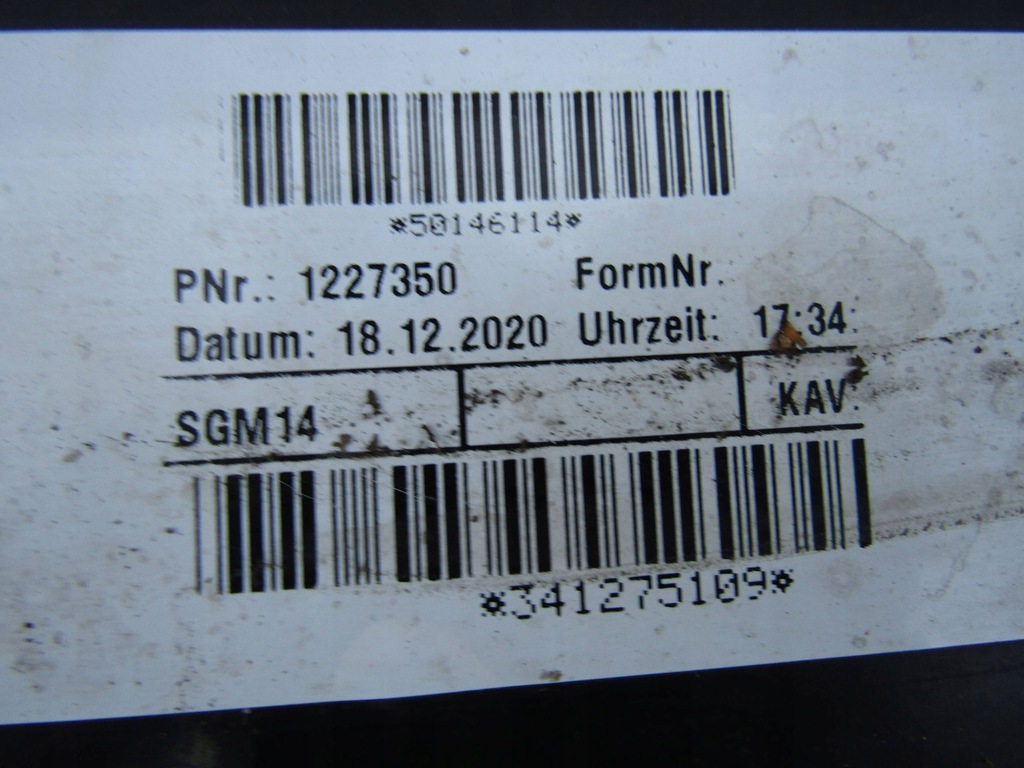 *50146114*
PNr.: 1227350 FormNr.
Datum: 18.12.2020 Uhrzeit: 17:34:
SGM14 KAV.
*341275109*